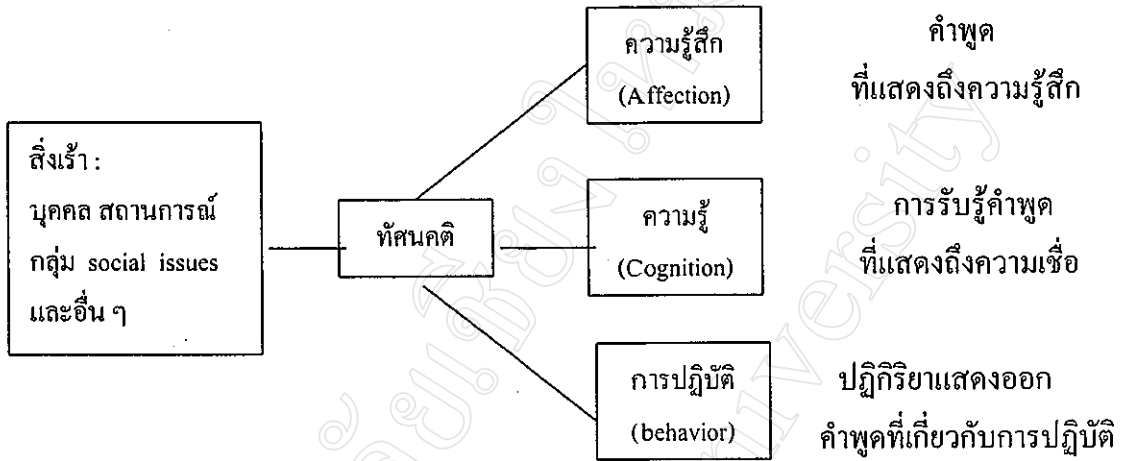 สิ่งเร้า :
บุคคล สถานการณ์
กลุ่ม social issues
และอื่น ๆ
ทัศนคติ
ความรู้สึก
(Affection)
คำพูด
ที่แสดงถึงความรู้สึก
ความรู้
(Cognition)
การรับรู้คำพูด
ที่แสดงถึงความเชื่อ
การปฏิบัติ
(behavior)
ปฏิกิริยาแสดงออก
คำพูดที่เกี่ยวกับการปฏิบัติ